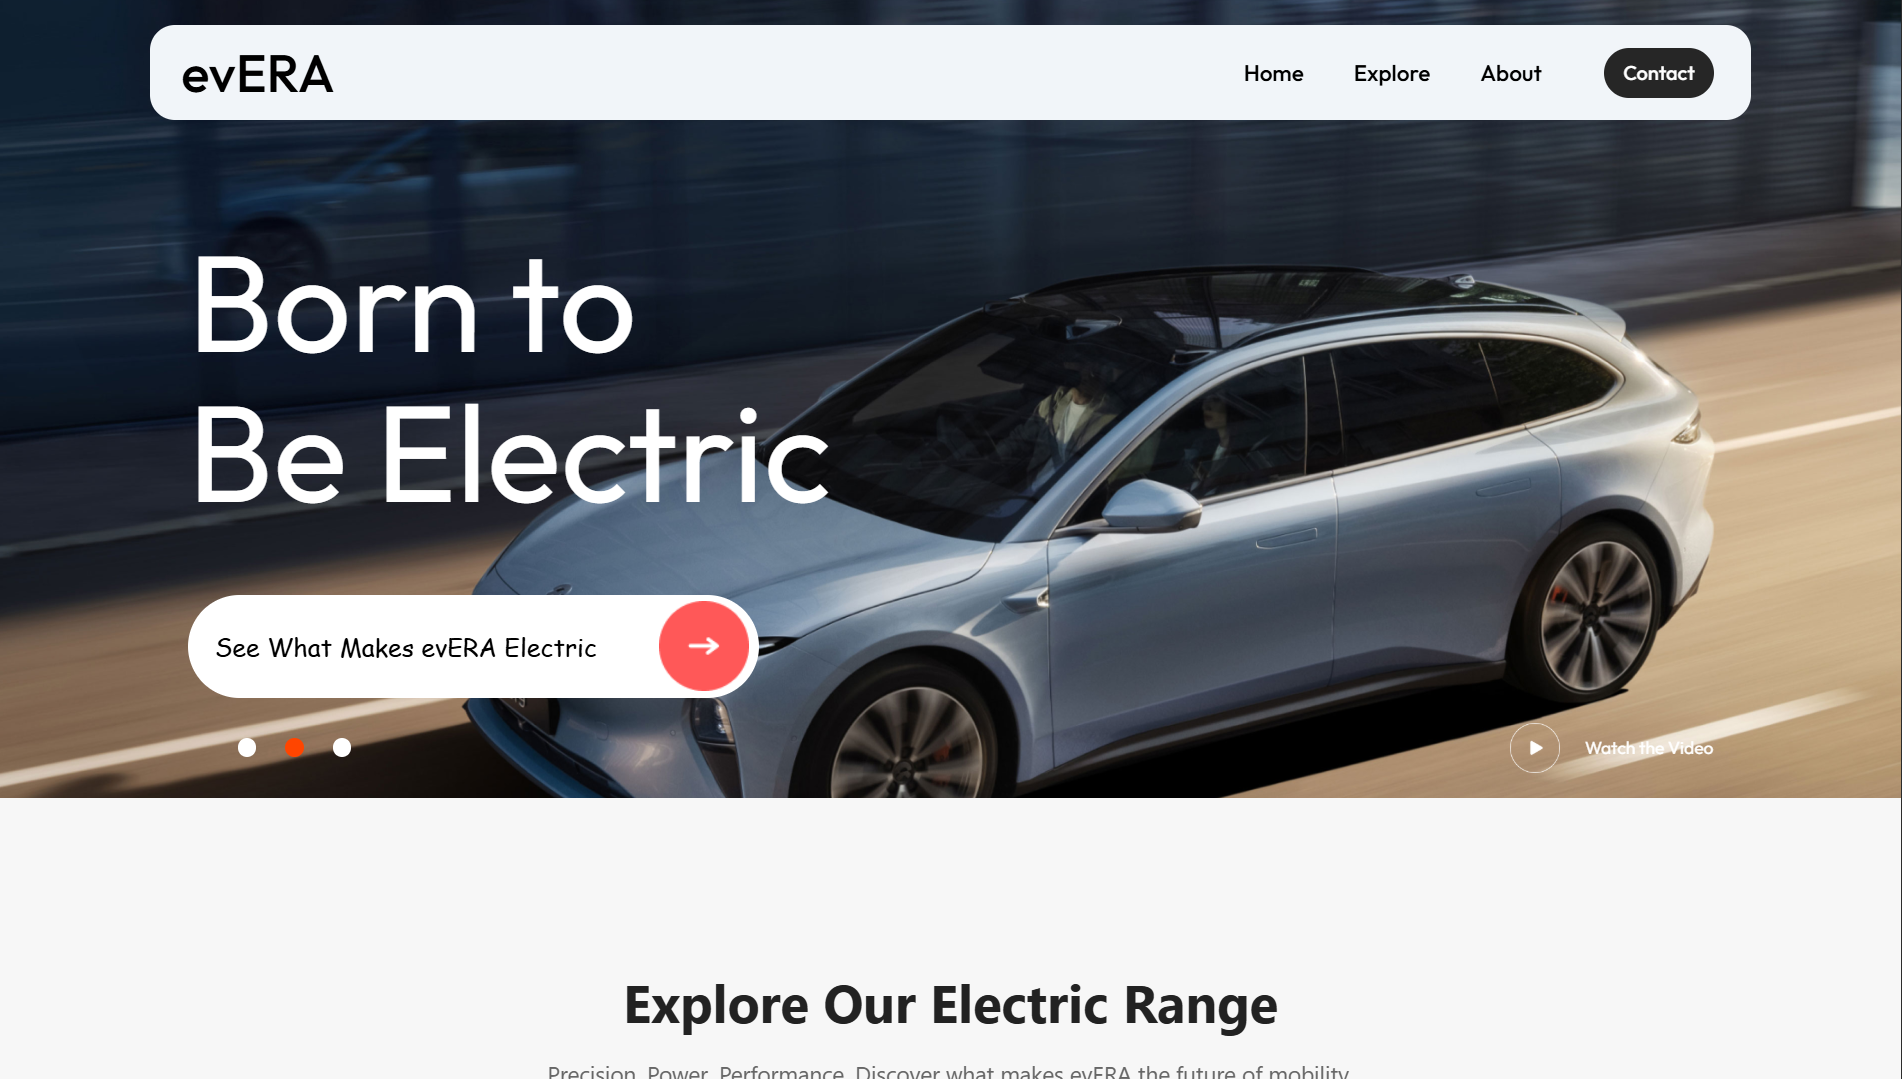 evERA
Home Explore About Contact
Born to
Be Electric
See What Makes evERA Electric
Watch the Video
Explore Our Electric Range
Precision. Power. Performance. Discover what makes evERA the future of mobility.